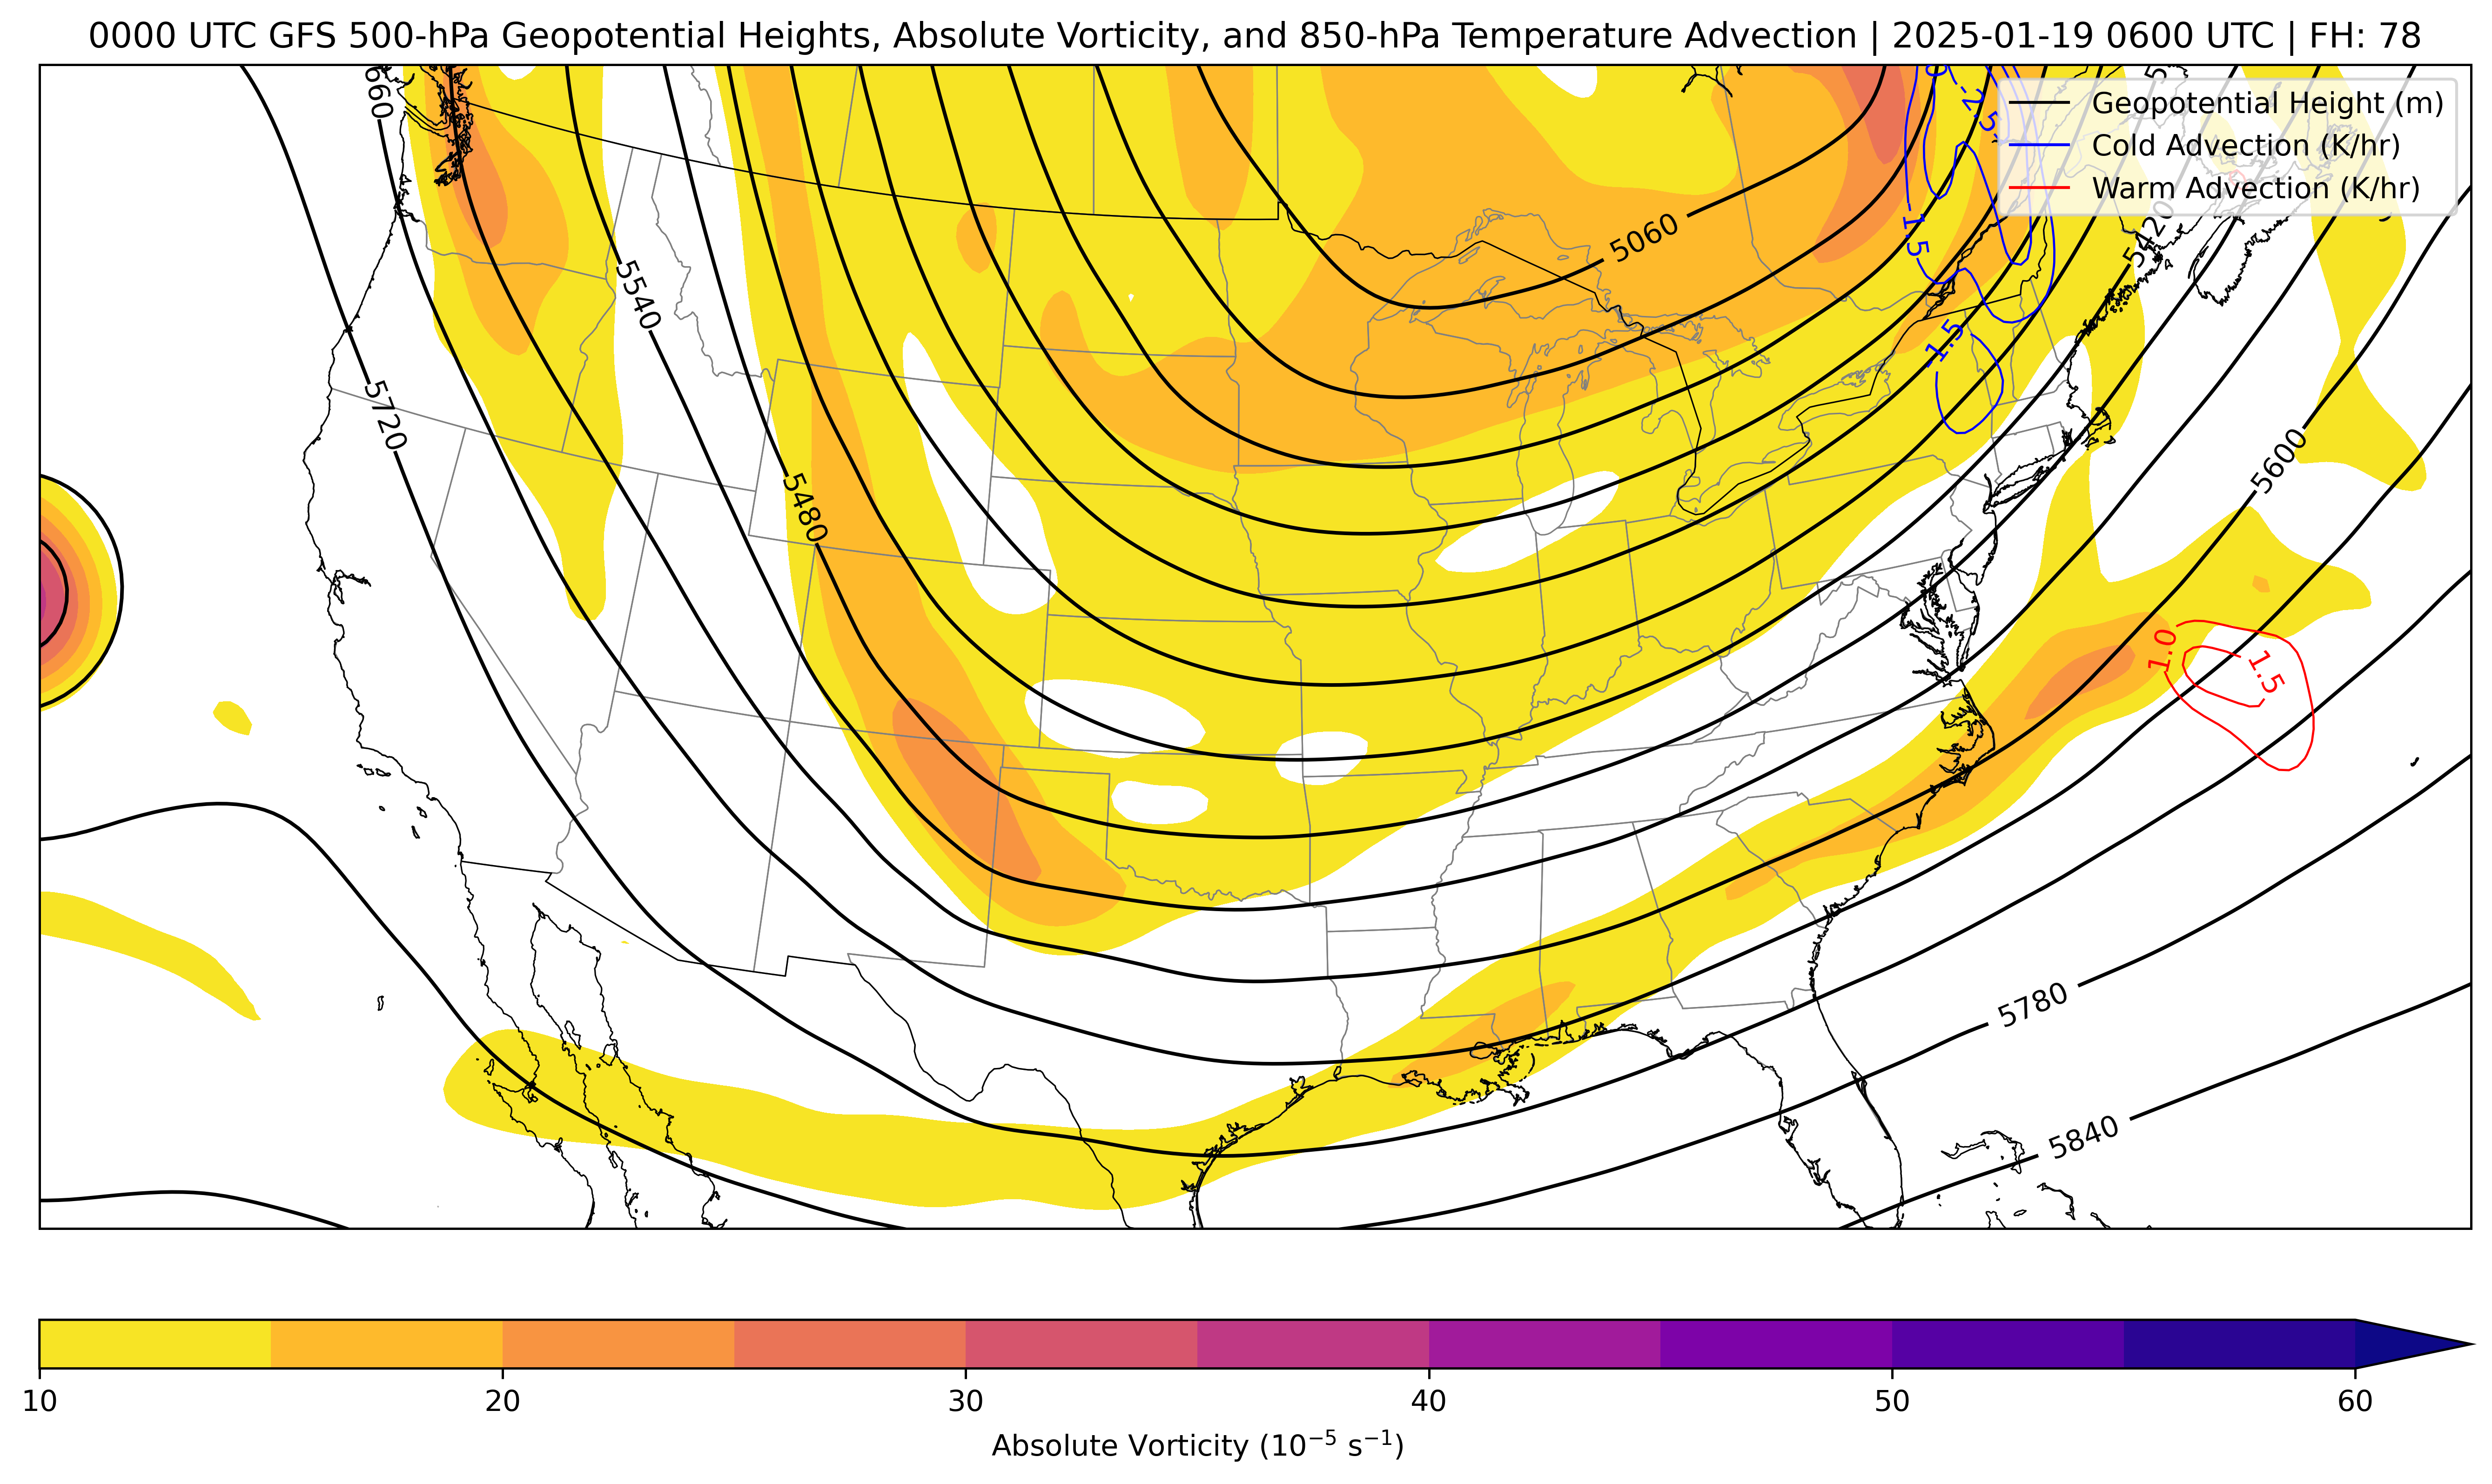 0000 UTC GFS 500-hPa Geopotential Heights, Absolute Vorticity, and 850-hPa Temperature Advection | 2025-01-19 0600 UTC | FH: 78
Geopotential Height (m)
Cold Advection (K/hr)
Warm Advection (K/hr)
-2.5
5060
-1.5
5420
5540
-1.5
5720
5600
5480
1.0
1.5
5780
5840
10 20 30 40 50 60
Absolute Vorticity (10⁻⁵ s⁻¹)